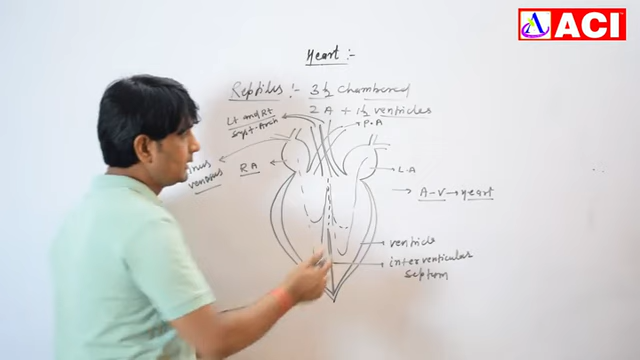 ACI
Heart :-
Reptiles :- 3½ chambered
2 A + 1½ ventricles
Lt and Rt
Syst. Arch
P.A
venosus
R.A
L.A
A-V → Heart
ventricle
interventicular
Septum